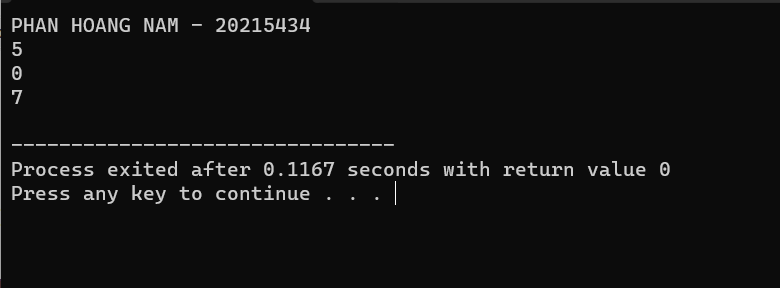 PHAN HOANG NAM - 20215434
5
0
7
--------------------------------
Process exited after 0.1167 seconds with return value 0
Press any key to continue . . .